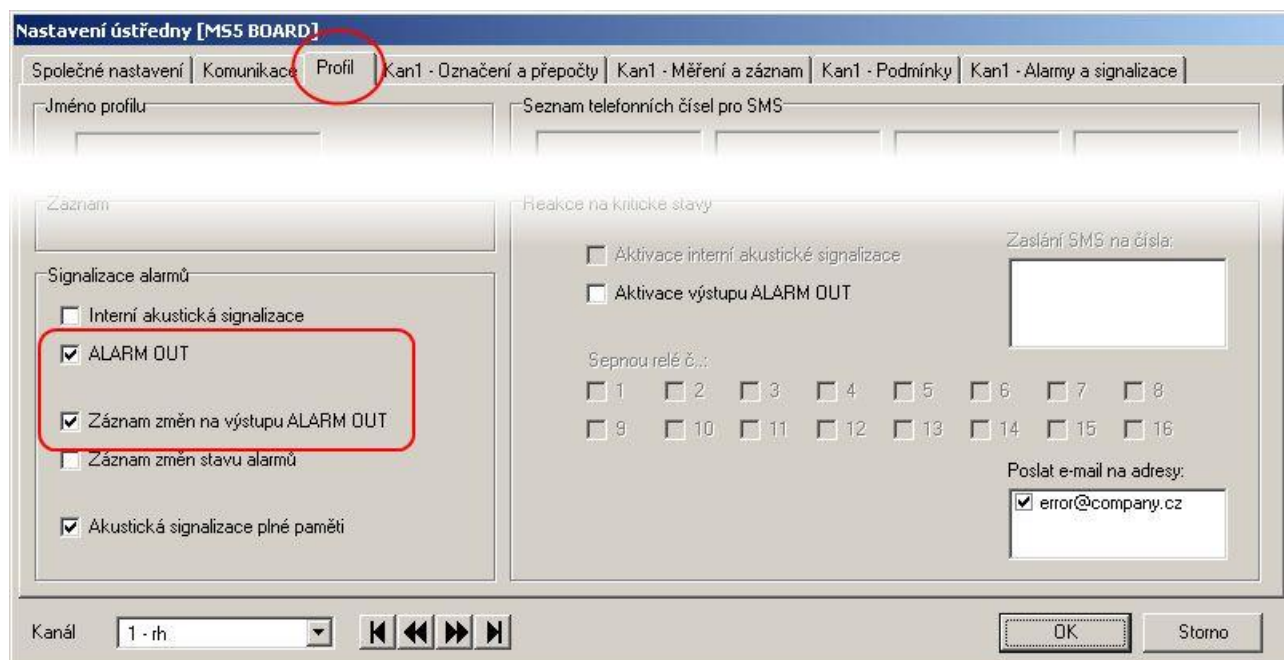 Nastavení ústředny [MS5 BOARD]
Společné nastavení Komunikace Profil Kan1 - Označení a přepočty Kan1 - Měření a záznam Kan1 - Podmínky Kan1 - Alarmy a signalizace
Jméno profilu
Seznam telefonních čísel pro SMS
Záznam
Signalizace alarmů
Interní akustická signalizace
ALARM OUT
Záznam změn na výstupu ALARM OUT
Záznam změn stavu alarmů
Akustická signalizace plné paměti
Reakce na kritické stavy
Aktivace interní akustické signalizace
Aktivace výstupu ALARM OUT
Zaslání SMS na čísla:
Sepnou relé č..:
1 2 3 4 5 6 7 8
9 10 11 12 13 14 15 16
Poslat e-mail na adresy:
error@company.cz
Kanál 1 - rh OK Storno